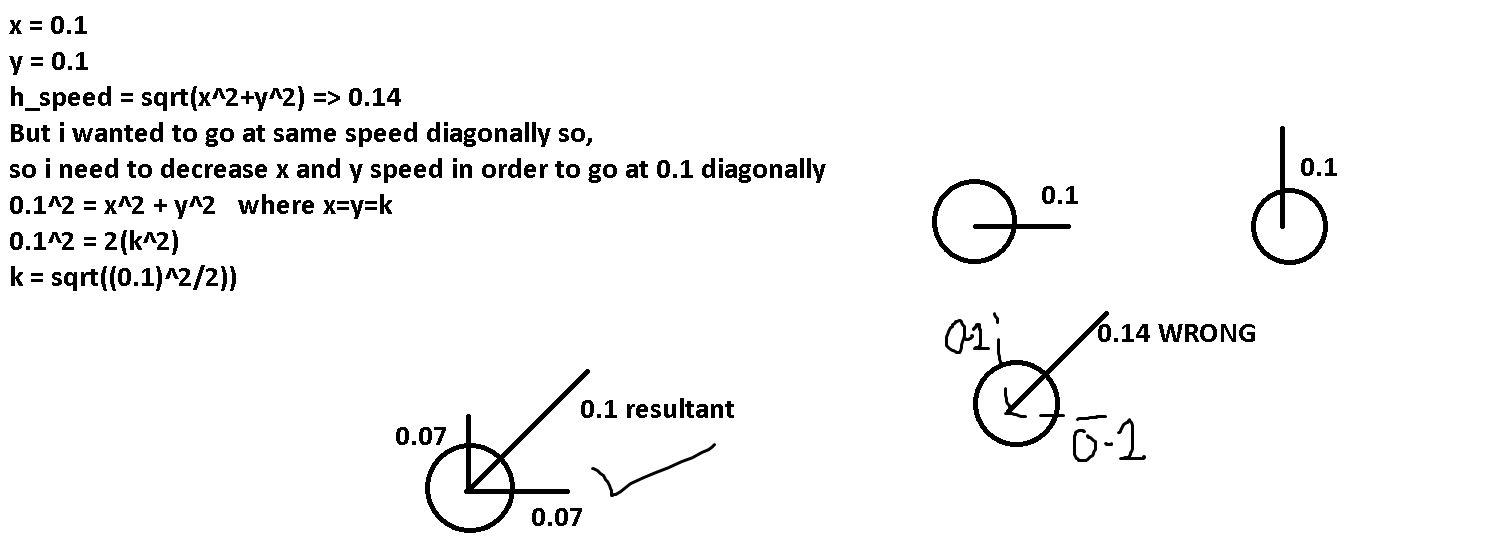 x = 0.1
y = 0.1
h_speed = sqrt(x^2+y^2) => 0.14
But i wanted to go at same speed diagonally so,
so i need to decrease x and y speed in order to go at 0.1 diagonally
0.1^2 = x^2 + y^2   where x=y=k
0.1^2 = 2(k^2)
k = sqrt((0.1)^2/2))
0.1
0.1
0.14 WRONG
0.1
0.1
0.1 resultant
0.07
0.07